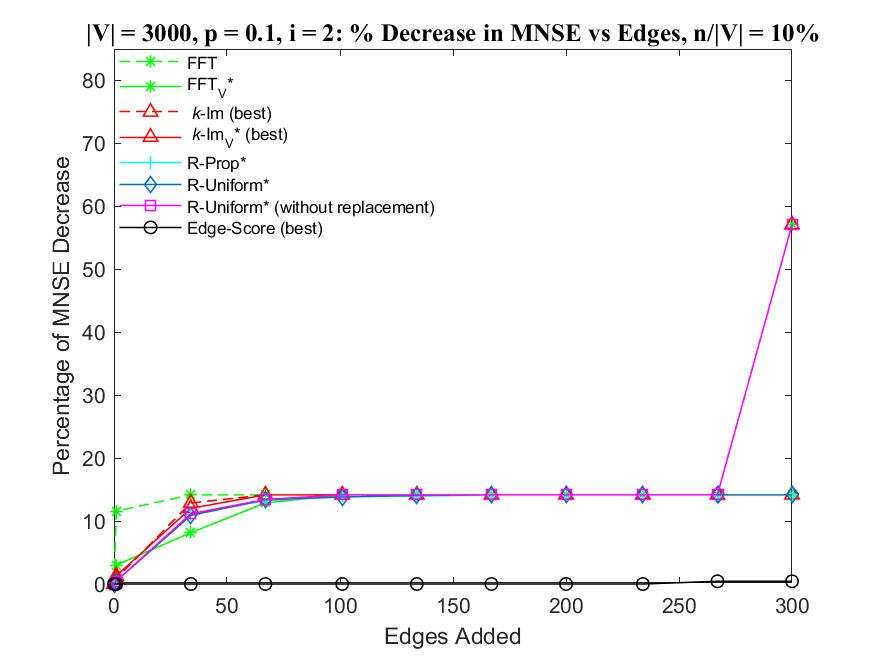 |V| = 3000, p = 0.1, i = 2: % Decrease in MNSE vs Edges, n/|V| = 10%
FFT
FFT_V*
k-Im (best)
k-Im_V* (best)
R-Prop*
R-Uniform*
R-Uniform* (without replacement)
Edge-Score (best)
Percentage of MNSE Decrease
80
70
60
50
40
30
20
10
0
0 50 100 150 200 250 300
Edges Added